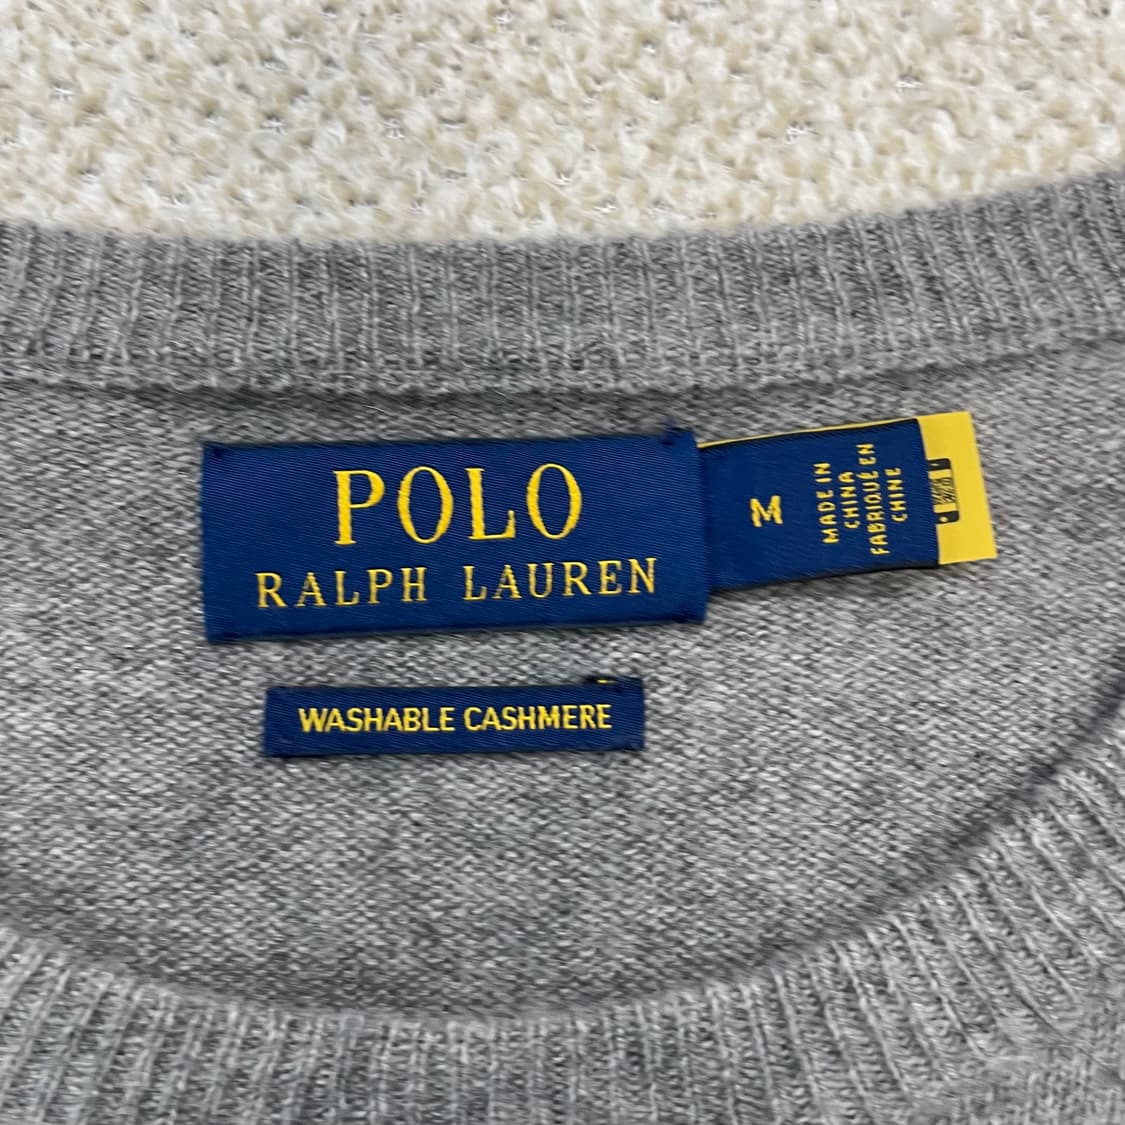 POLO
RALPH LAUREN
M
MADE IN
CHINA
FABRIQUÉ EN
CHINE
WASHABLE CASHMERE